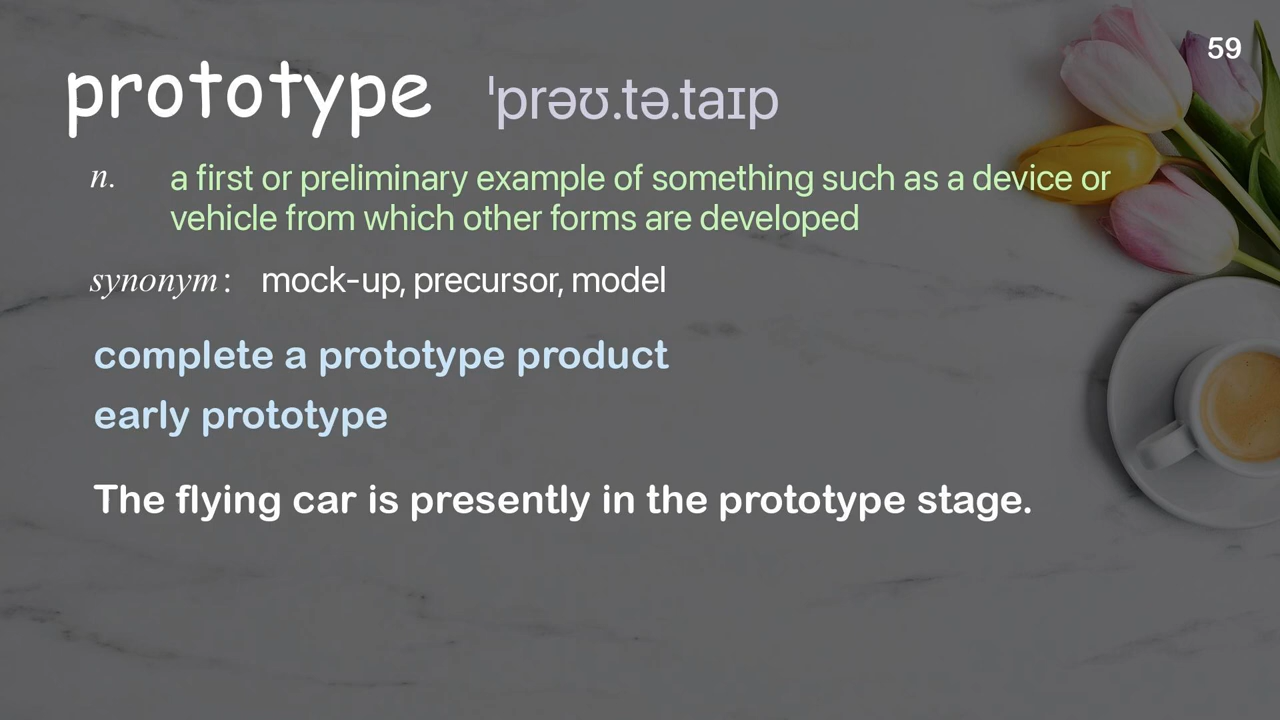 59
prototype ˈprəʊ.tə.taɪp
n. a first or preliminary example of something such as a device or
vehicle from which other forms are developed
synonym: mock-up, precursor, model
complete a prototype product
early prototype
The flying car is presently in the prototype stage.